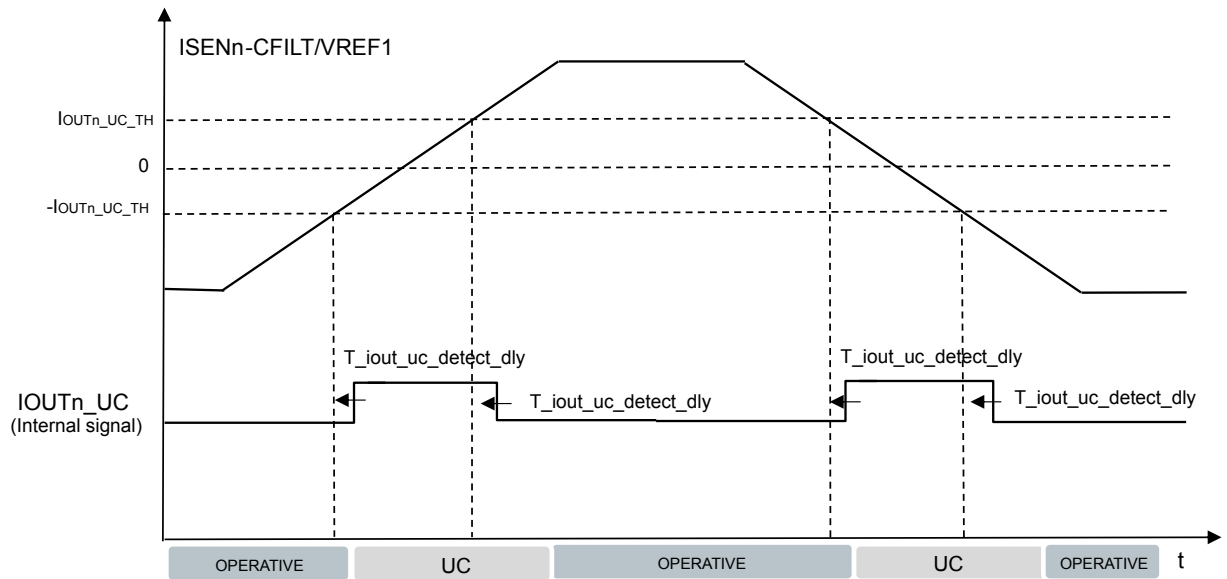 ISENn-CFILT/VREF1
IOUTn_UC_TH
0
-IOUTn_UC_TH
T_iout_uc_detect_dly
T_iout_uc_detect_dly
IOUTn_UC
(Internal signal)
T_iout_uc_detect_dly
T_iout_uc_detect_dly
OPERATIVE
UC
OPERATIVE
UC
OPERATIVE
t